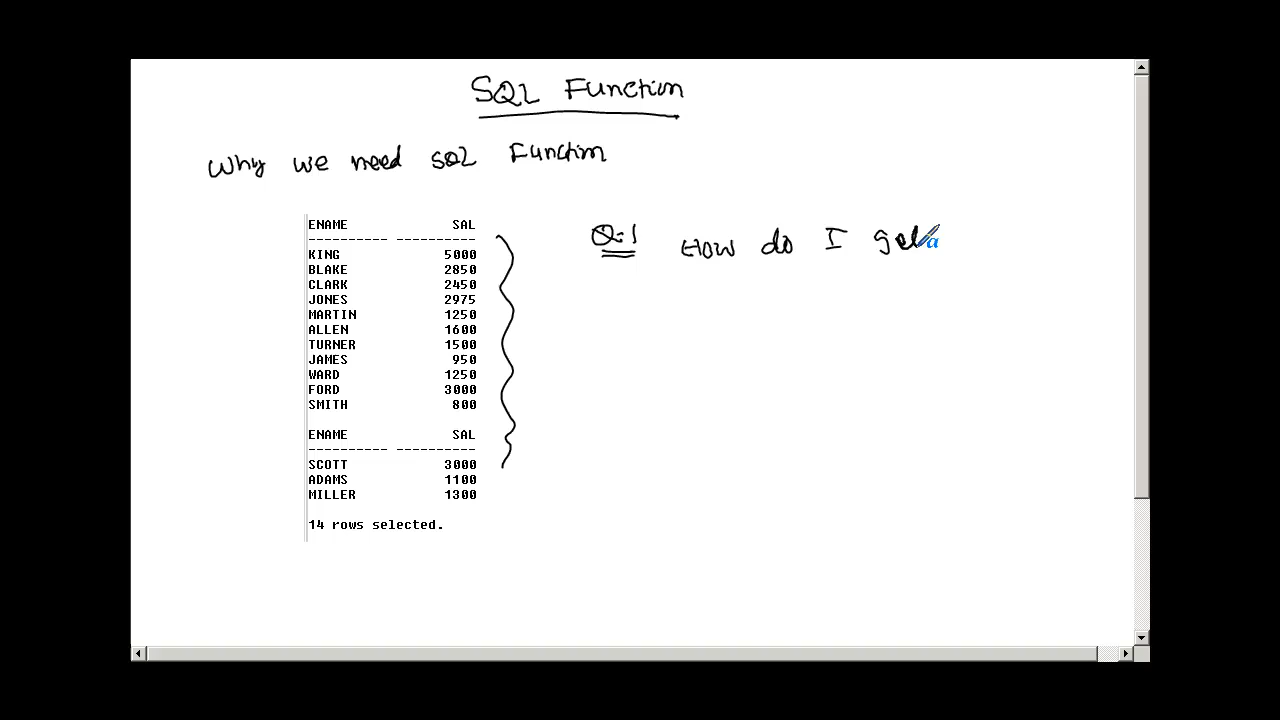 SQL Function
Why we need SQL Function
ENAME SAL
---------- ----------
KING 5000
BLAKE 2850
CLARK 2450
JONES 2975
MARTIN 1250
ALLEN 1600
TURNER 1500
JAMES 950
WARD 1250
FORD 3000
SMITH 800
ENAME SAL
---------- ----------
SCOTT 3000
ADAMS 1100
MILLER 1300
14 rows selected.
Q:1 How do I get